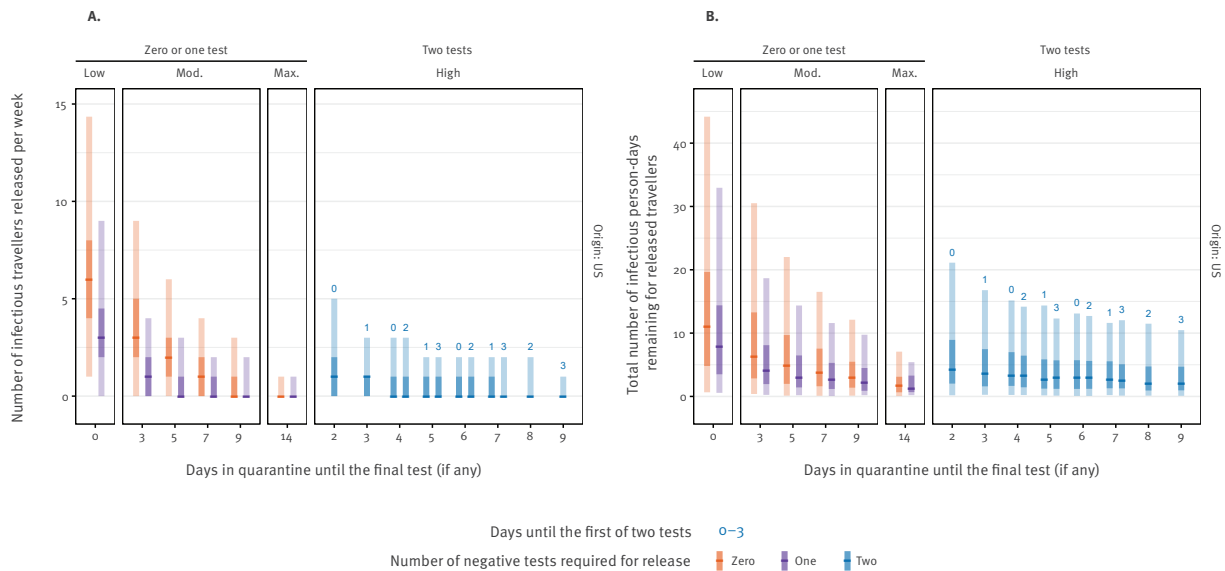 A.
Zero or one test
Two tests
Low
Mod.
Max.
High
Number of infectious travellers released per week
15
10
5
0
0
1
0 2
1 3
0 2
1 3
2
3
0
3
5
7
9
14
2
3
4
5
6
7
8
9
Days in quarantine until the final test (if any)
Origin: US
B.
Zero or one test
Two tests
Low
Mod.
Max.
High
Total number of infectious person-days
remaining for released travellers
40
30
20
10
0
0
1
0
2
1
3
0
2
1
3
2
3
0
3
5
7
9
14
2
3
4
5
6
7
8
9
Days in quarantine until the final test (if any)
Origin: US
Days until the first of two tests 0–3
Number of negative tests required for release Zero One Two